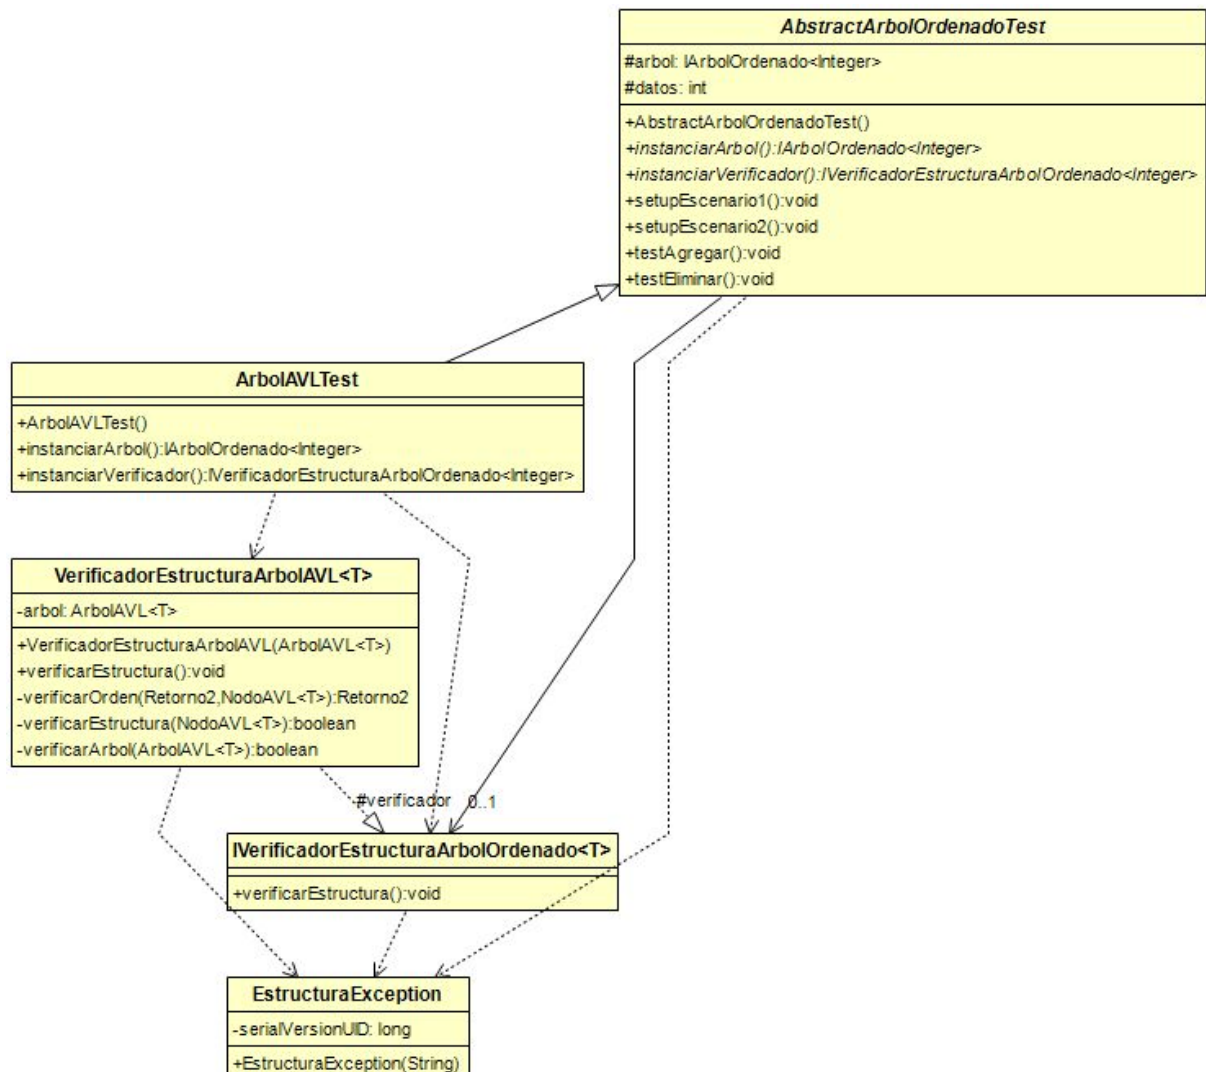 AbstractArbolOrdenadoTest
#arbol: IArbolOrdenado<Integer>
#datos: int
+AbstractArbolOrdenadoTest()
+instanciarArbol():IArbolOrdenado<Integer>
+instanciarVerificador():IVerificadorEstructuraArbolOrdenado<Integer>
+setupEscenario1():void
+setupEscenario2():void
+testAgregar():void
+testEliminar():void
ArbolAVLTest
+ArbolAVLTest()
+instanciarArbol():IArbolOrdenado<Integer>
+instanciarVerificador():IVerificadorEstructuraArbolOrdenado<Integer>
VerificadorEstructuraArbolAVL<T>
-arbol: ArbolAVL<T>
+VerificadorEstructuraArbolAVL(ArbolAVL<T>)
+verificarEstructura():void
-verificarOrden(Retorno2,NodoAVL<T>):Retorno2
-verificarEstructura(NodoAVL<T>):boolean
-verificarArbol(ArbolAVL<T>):boolean
#verificador 0..1
IVerificadorEstructuraArbolOrdenado<T>
+verificarEstructura():void
EstructuraException
-serialVersionUID: long
+EstructuraException(String)